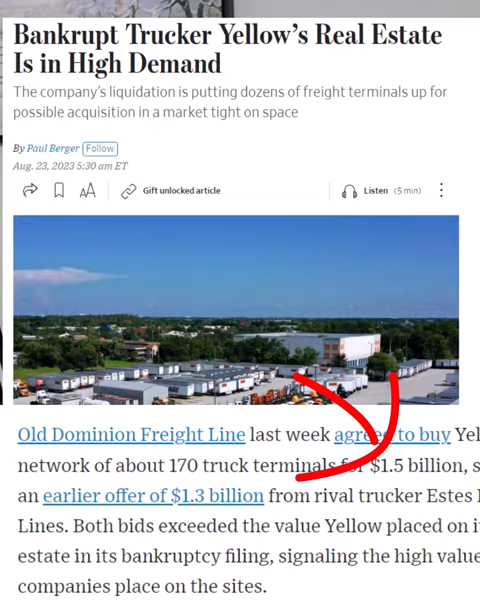 Bankrupt Trucker Yellow's Real Estate
Is in High Demand
The company's liquidation is putting dozens of freight terminals up for
possible acquisition in a market tight on space
By Paul Berger Follow
Aug. 23, 2023 5:30 am ET
AA Gift unlocked article Listen (5 min)
Old Dominion Freight Line last week agreed to buy Yel
network of about 170 truck terminals for $1.5 billion, s
an earlier offer of $1.3 billion from rival trucker Estes
Lines. Both bids exceeded the value Yellow placed on i
estate in its bankruptcy filing, signaling the high value
companies place on the sites.